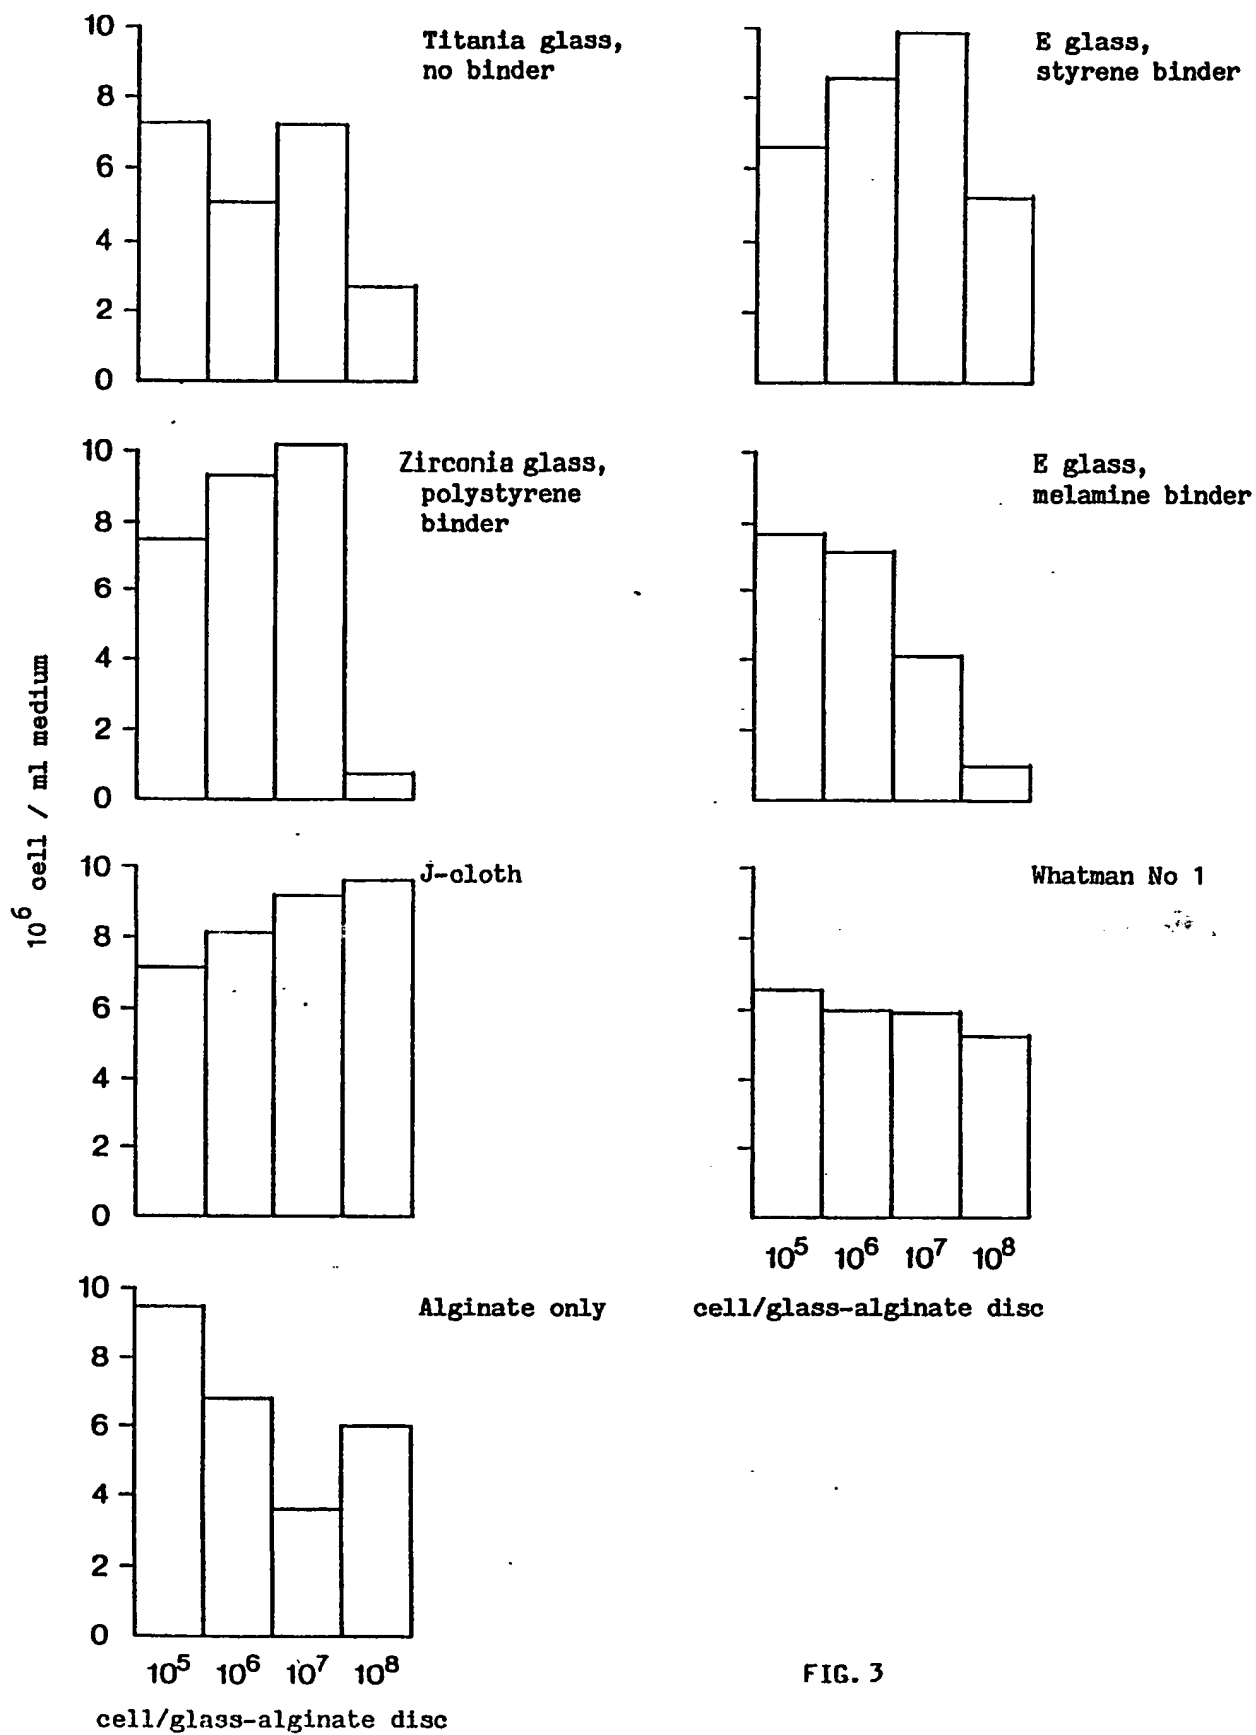 10
8
6
4
2
0
Titania glass,
no binder
E glass,
styrene binder
10
8
6
4
2
0
Zirconia glass,
polystyrene
binder
E glass,
melamine binder
10⁶ cell / ml medium
10
8
6
4
2
0
J-cloth
Whatman No 1
10⁵ 10⁶ 10⁷ 10⁸
cell/glass-alginate disc
10
8
6
4
2
0
Alginate only
10⁵ 10⁶ 10⁷ 10⁸
cell/glass-alginate disc
FIG. 3